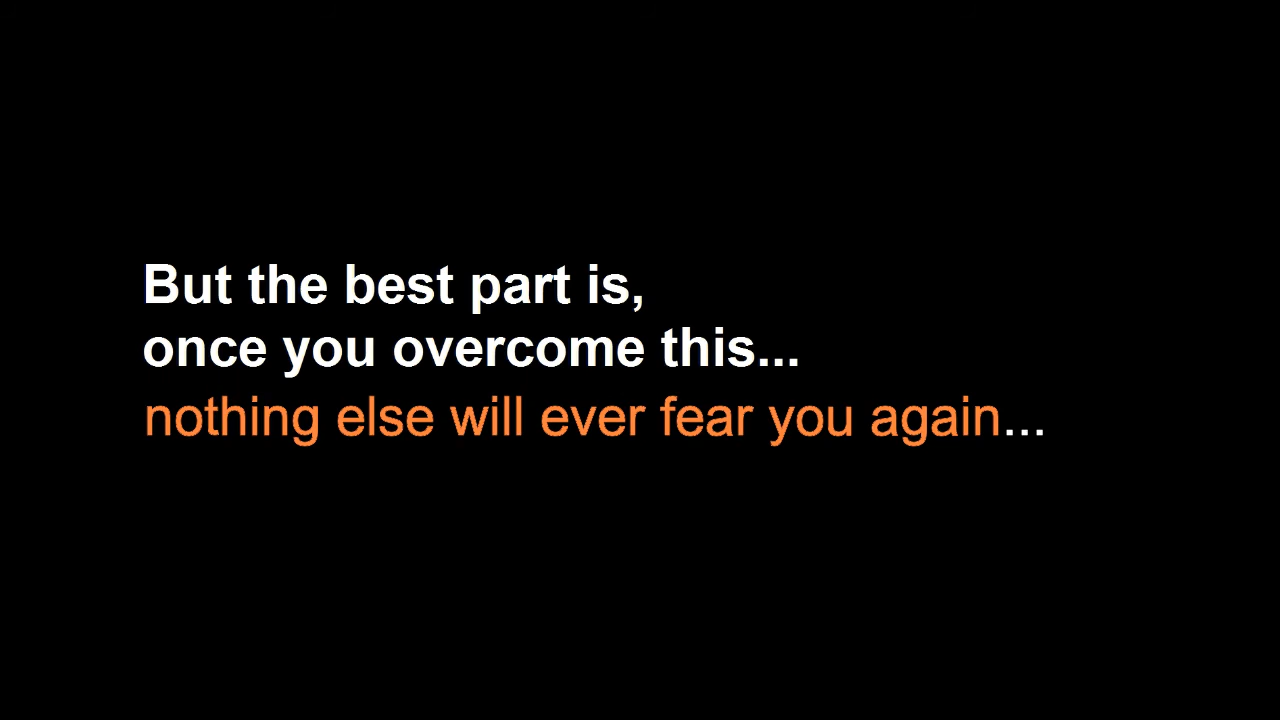 But the best part is,
once you overcome this...
nothing else will ever fear you again...